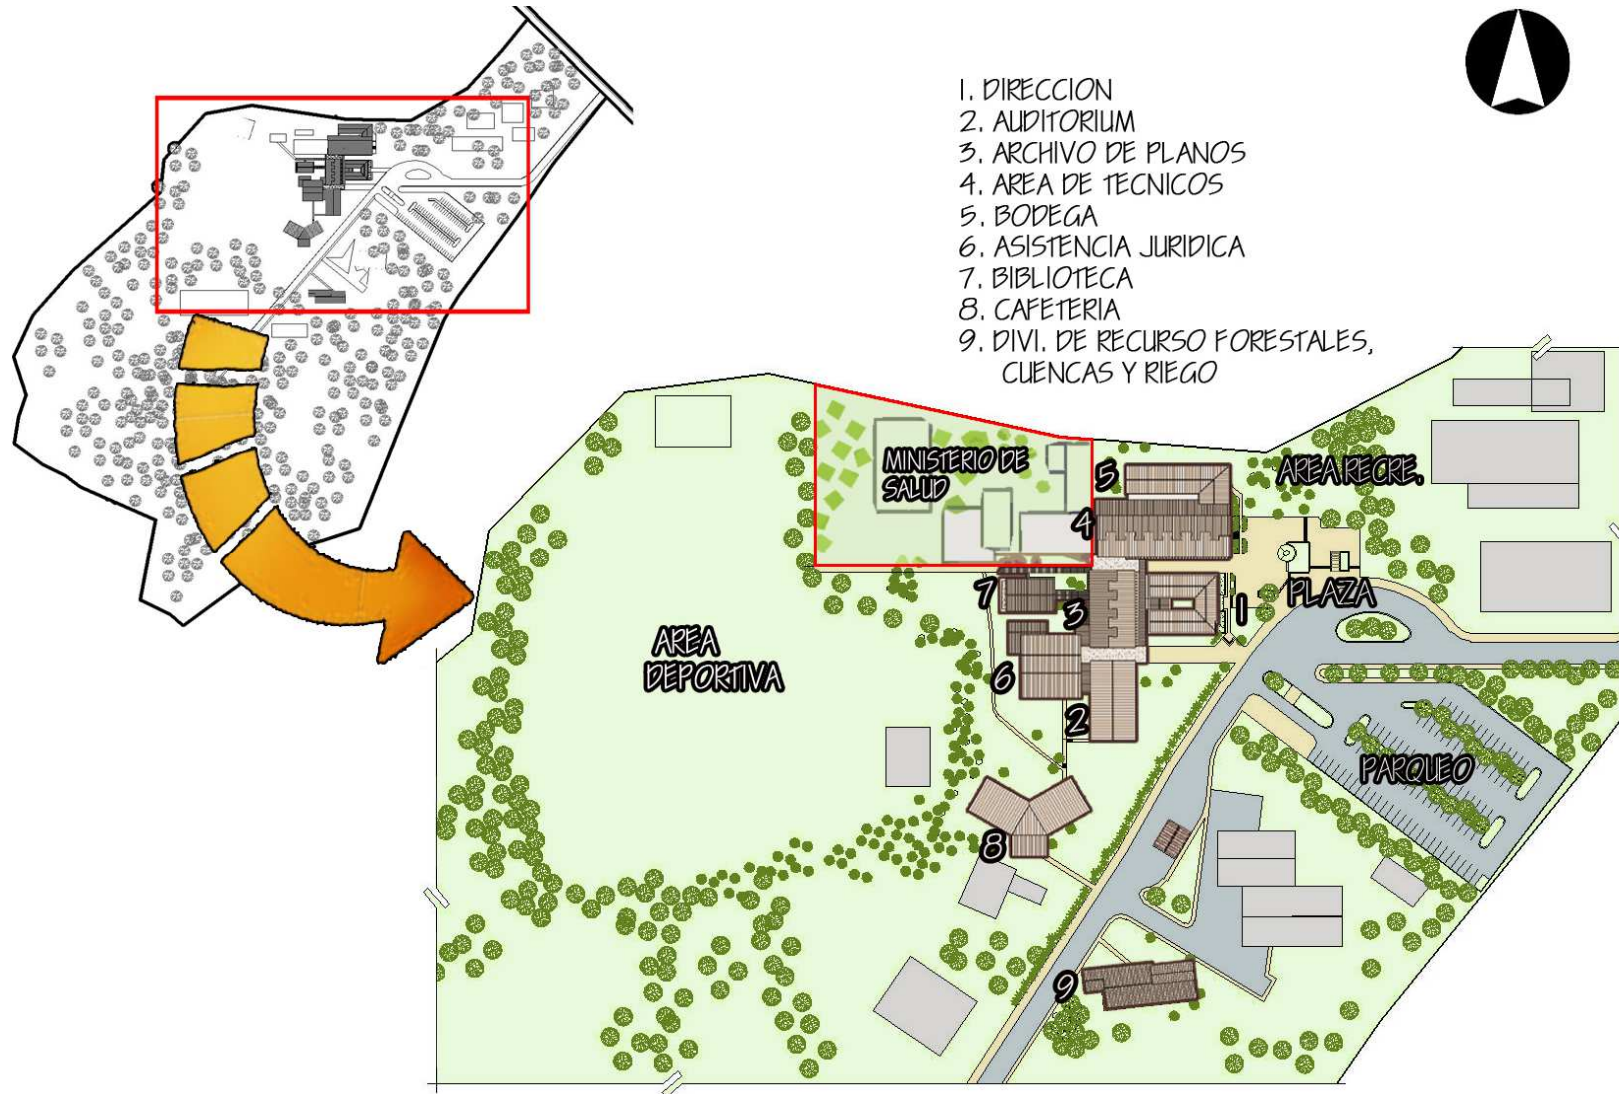 1. DIRECCION
2. AUDITORIUM
3. ARCHIVO DE PLANOS
4. AREA DE TECNICOS
5. BODEGA
6. ASISTENCIA JURIDICA
7. BIBLIOTECA
8. CAFETERIA
9. DIVI. DE RECURSO FORESTALES,
CUENCAS Y RIEGO
MINISTERIO DE
SALUD
5
AREA RECRE.
4
7
3
1
PLAZA
AREA
DEPORTIVA
6
2
PARQUEO
8
9